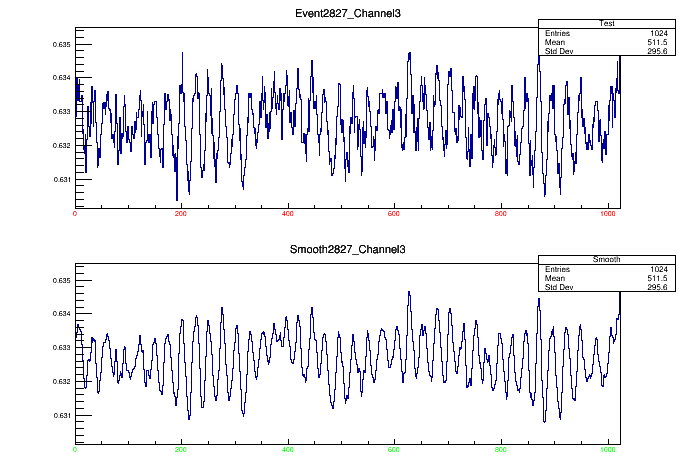 Event2827_Channel3
Test
Entries 1024
Mean 511.5
Std Dev 295.6
0.635
0.634
0.633
0.632
0.631
0 200 400 600 800 1000
Smooth2827_Channel3
Smooth
Entries 1024
Mean 511.5
Std Dev 295.6
0.635
0.634
0.633
0.632
0.631
0 200 400 600 800 1000